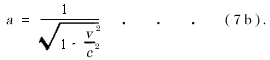 a = 1 / √(1 - v²/c²) . . . (7b).